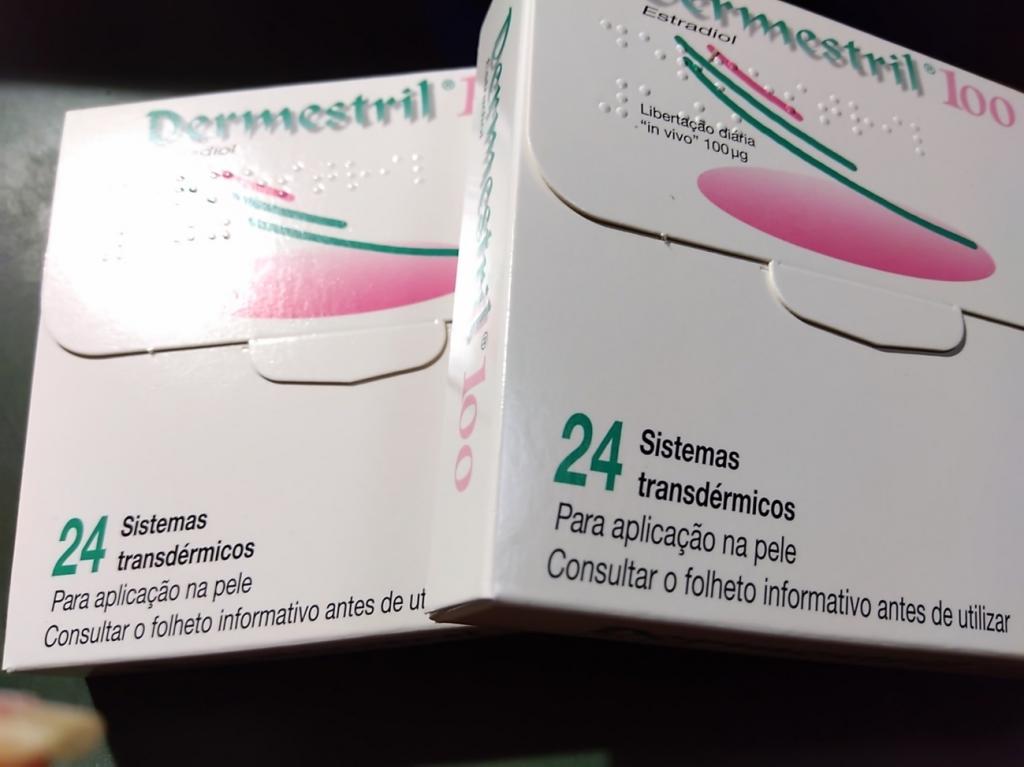 Dermestril®
24 Sistemas
transdérmicos
Para aplicação na pele
Consultar o folheto informativo antes de ut
Dermestril® 100
Dermestril® 100
Estradiol
Libertação diária
"in vivo" 100µg
24 Sistemas
transdérmicos
Para aplicação na pele
Consultar o folheto informativo antes de utilizar